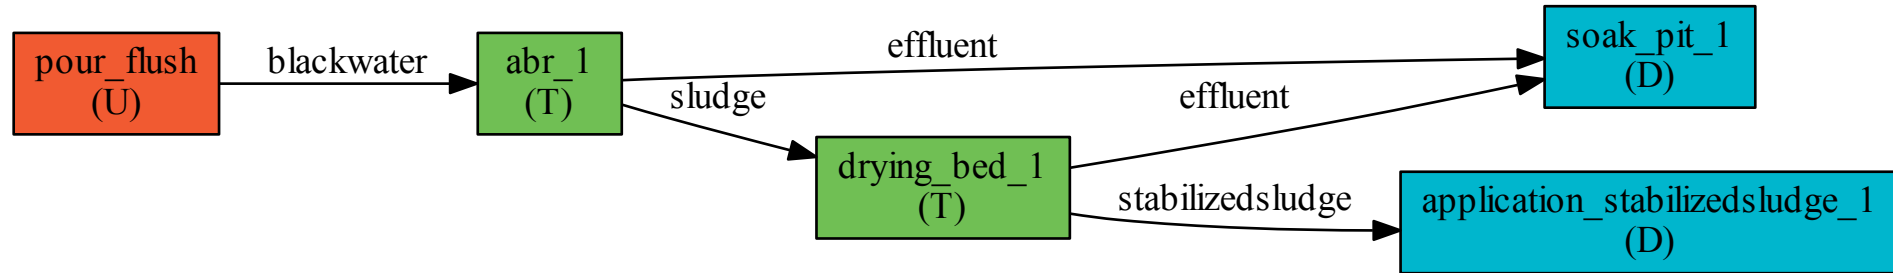 pour_flush
(U)
blackwater
abr_1
(T)
effluent
sludge
drying_bed_1
(T)
effluent
stabilizedsludge
soak_pit_1
(D)
application_stabilizedsludge_1
(D)